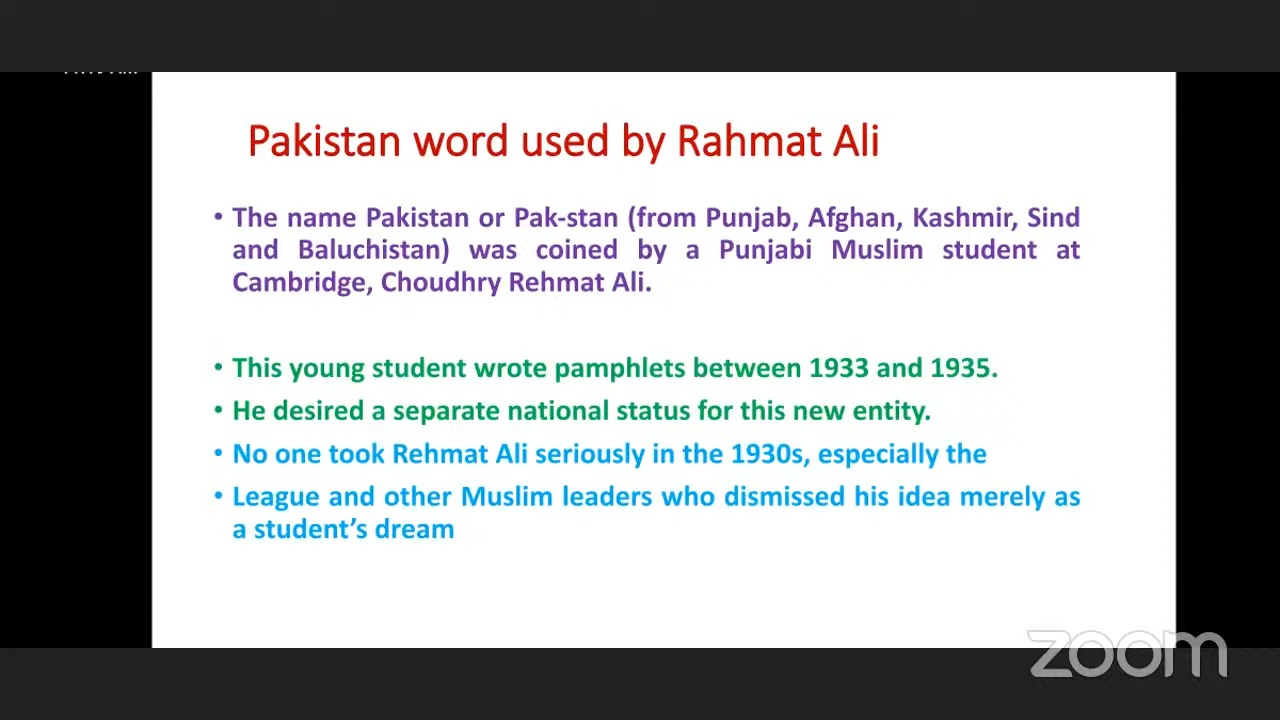 Pakistan word used by Rahmat Ali
• The name Pakistan or Pak-stan (from Punjab, Afghan, Kashmir, Sind
and Baluchistan) was coined by a Punjabi Muslim student at
Cambridge, Choudhry Rehmat Ali.
• This young student wrote pamphlets between 1933 and 1935.
• He desired a separate national status for this new entity.
• No one took Rehmat Ali seriously in the 1930s, especially the
• League and other Muslim leaders who dismissed his idea merely as
a student’s dream
zoom